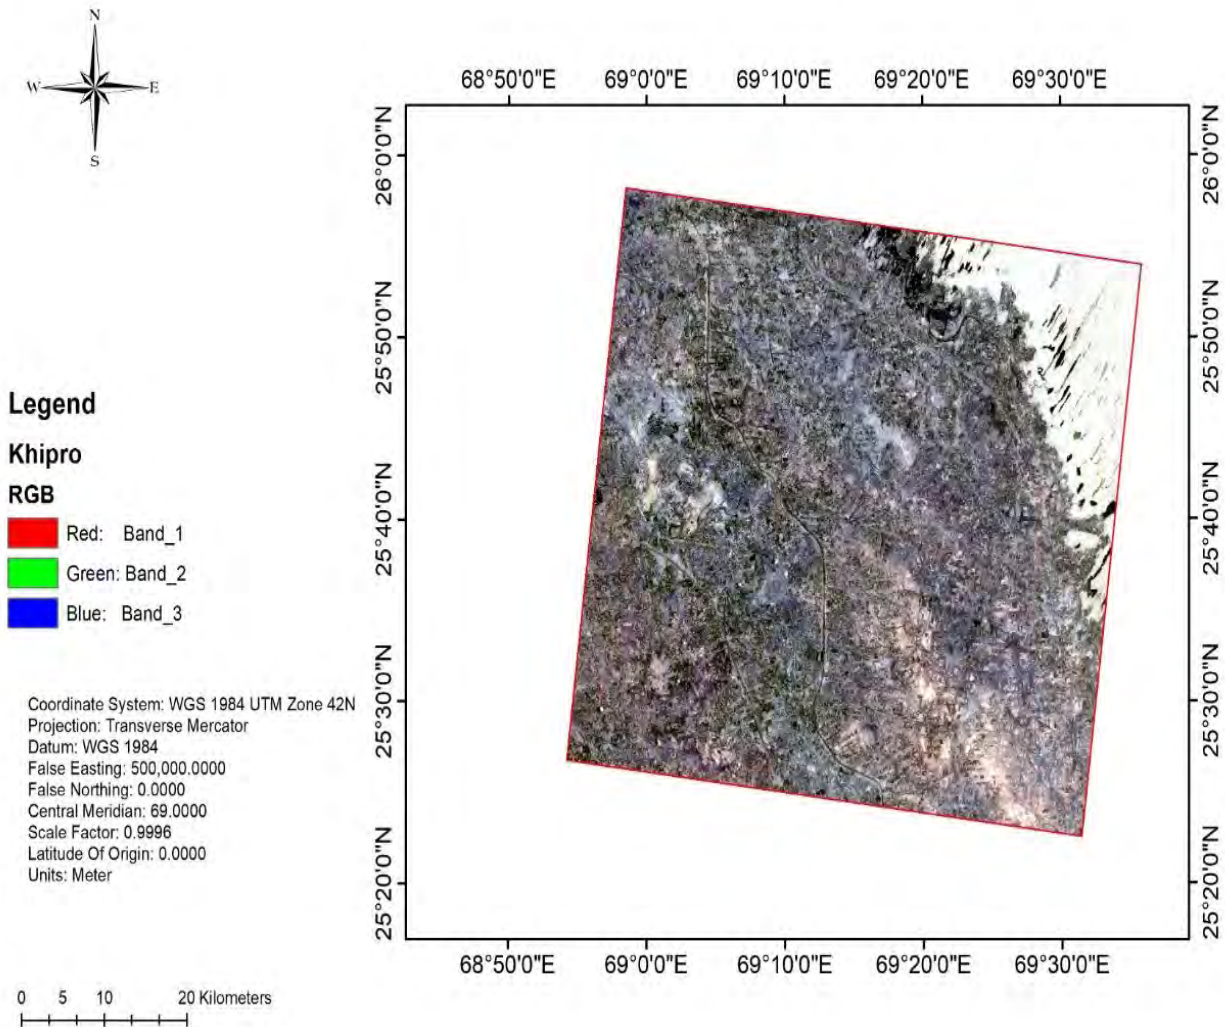 N
W E
S
68°50'0"E 69°0'0"E 69°10'0"E 69°20'0"E 69°30'0"E
26°0'0"N 26°0'0"N
25°50'0"N 25°50'0"N
25°40'0"N 25°40'0"N
25°30'0"N 25°30'0"N
25°20'0"N 25°20'0"N
68°50'0"E 69°0'0"E 69°10'0"E 69°20'0"E 69°30'0"E
Legend
Khipro
RGB
Red: Band_1
Green: Band_2
Blue: Band_3
Coordinate System: WGS 1984 UTM Zone 42N
Projection: Transverse Mercator
Datum: WGS 1984
False Easting: 500,000.0000
False Northing: 0.0000
Central Meridian: 69.0000
Scale Factor: 0.9996
Latitude Of Origin: 0.0000
Units: Meter
0 5 10 20 Kilometers